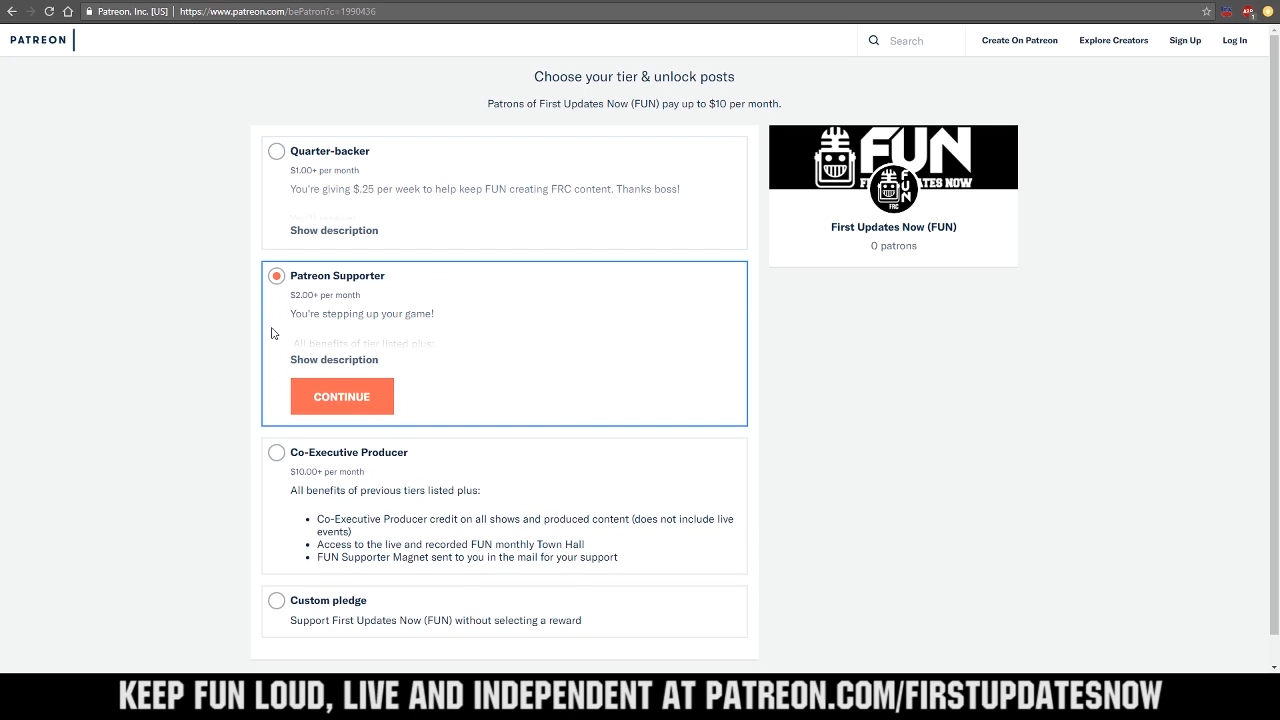 Patreon, Inc. [US] | https://www.patreon.com/bePatron?c=1990436
PATREON
Search
Create On Patreon
Explore Creators
Sign Up
Log In
Choose your tier & unlock posts
Patrons of First Updates Now (FUN) pay up to $10 per month.
Quarter-backer
$1.00+ per month
You're giving $.25 per week to help keep FUN creating FRC content. Thanks boss!
Show description
Patreon Supporter
$2.00+ per month
You're stepping up your game!
All benefits of tier listed plus:
Show description
CONTINUE
Co-Executive Producer
$10.00+ per month
All benefits of previous tiers listed plus:
Co-Executive Producer credit on all shows and produced content (does not include live
events)
Access to the live and recorded FUN monthly Town Hall
FUN Supporter Magnet sent to you in the mail for your support
Custom pledge
Support First Updates Now (FUN) without selecting a reward
FUN
FUN
FRC
First Updates Now (FUN)
0 patrons
KEEP FUN LOUD, LIVE AND INDEPENDENT AT PATREON.COM/FIRSTUPDATESNOW